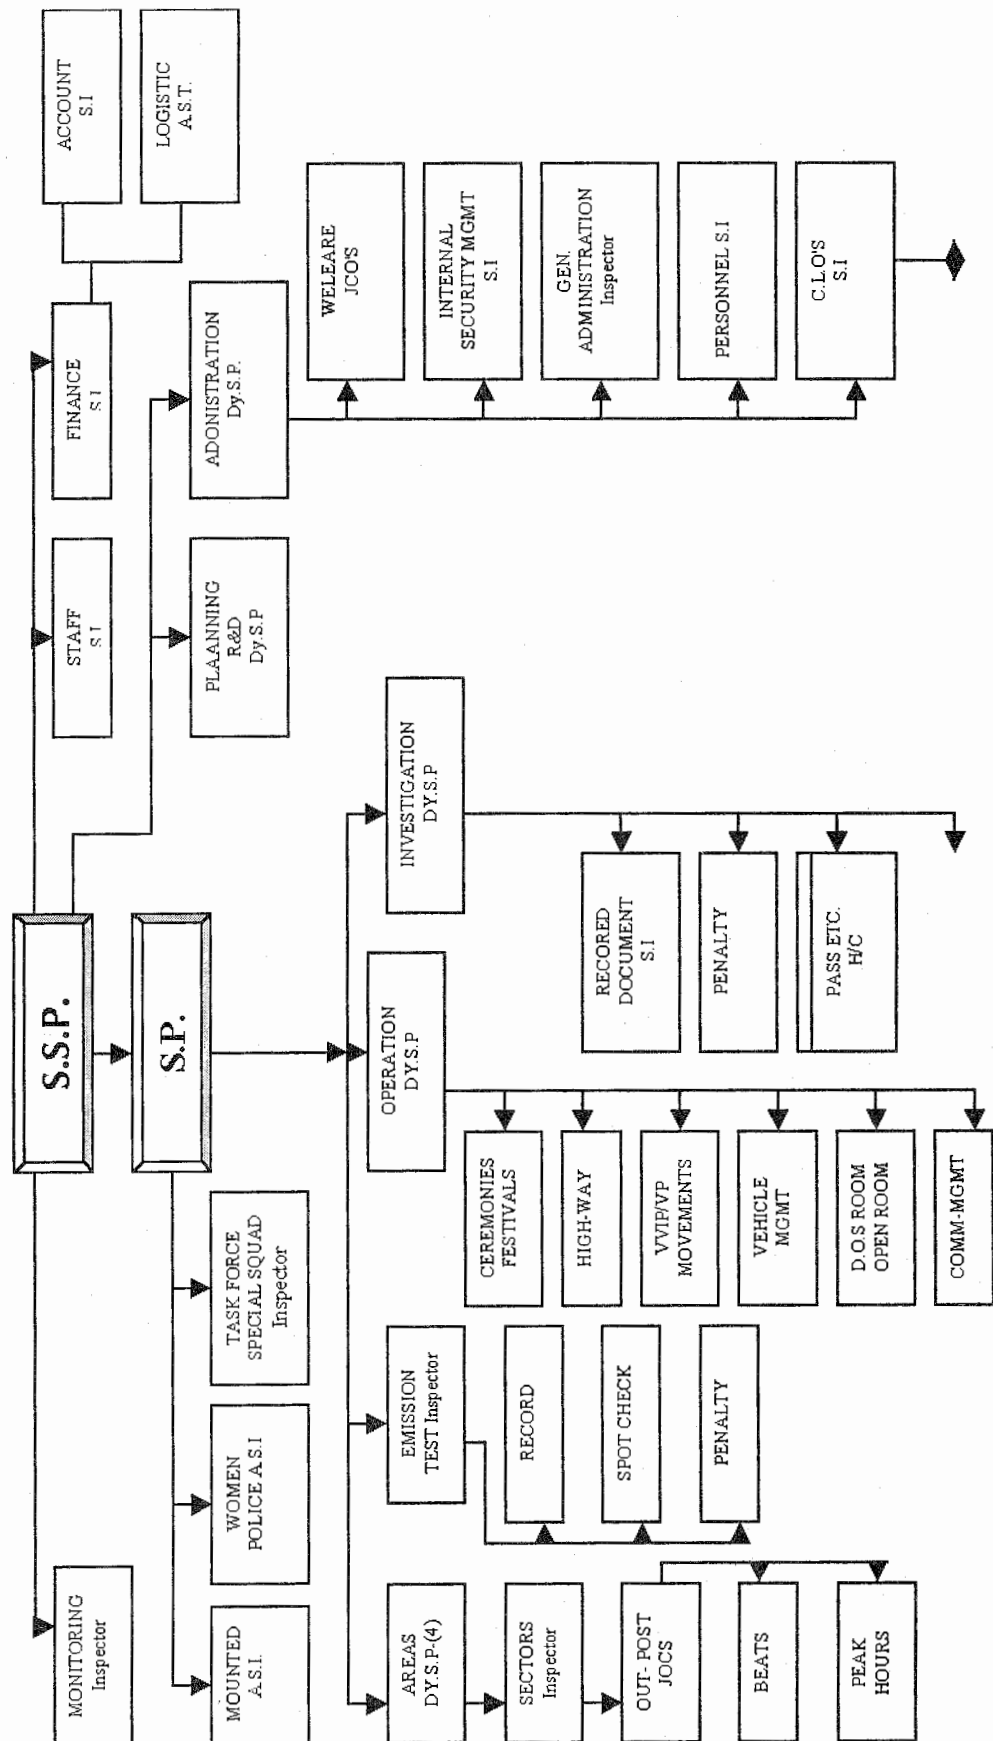 S.S.P.
S.P.
MONITORING
Inspector
STAFF
S.I
FINANCE
S.I
ACCOUNT
S.I
LOGISTIC
A.S.T.
MOUNTED
A.S.I.
WOMEN
POLICE A.S.I
TASK FORCE
SPECIAL SQUAD
Inspector
PLAANNING
R&D
Dy.S.P
ADONISTRATION
Dy.S.P.
WELEARE
JCO'S
INTERNAL
SECURITY MGMT
S.I
GEN.
ADMINISTRATION
Inspector
PERSONNEL S.I
C.L.O'S
S.I
AREAS
DY.S.P-(4)
SECTORS
Inspector
OUT- POST
JOCS
BEATS
PEAK
HOURS
EMISSION
TEST Inspector
RECORD
SPOT CHECK
PENALTY
OPERATION
DY.S.P
CEREMONIES
FESTIVALS
HIGH-WAY
VVIP/VP
MOVEMENTS
VEHICLE
MGMT
D.O.S ROOM
OPEN ROOM
COMM-MGMT
INVESTIGATION
DY.S.P
RECORED
DOCUMENT
S.I
PENALTY
PASS ETC.
H/C